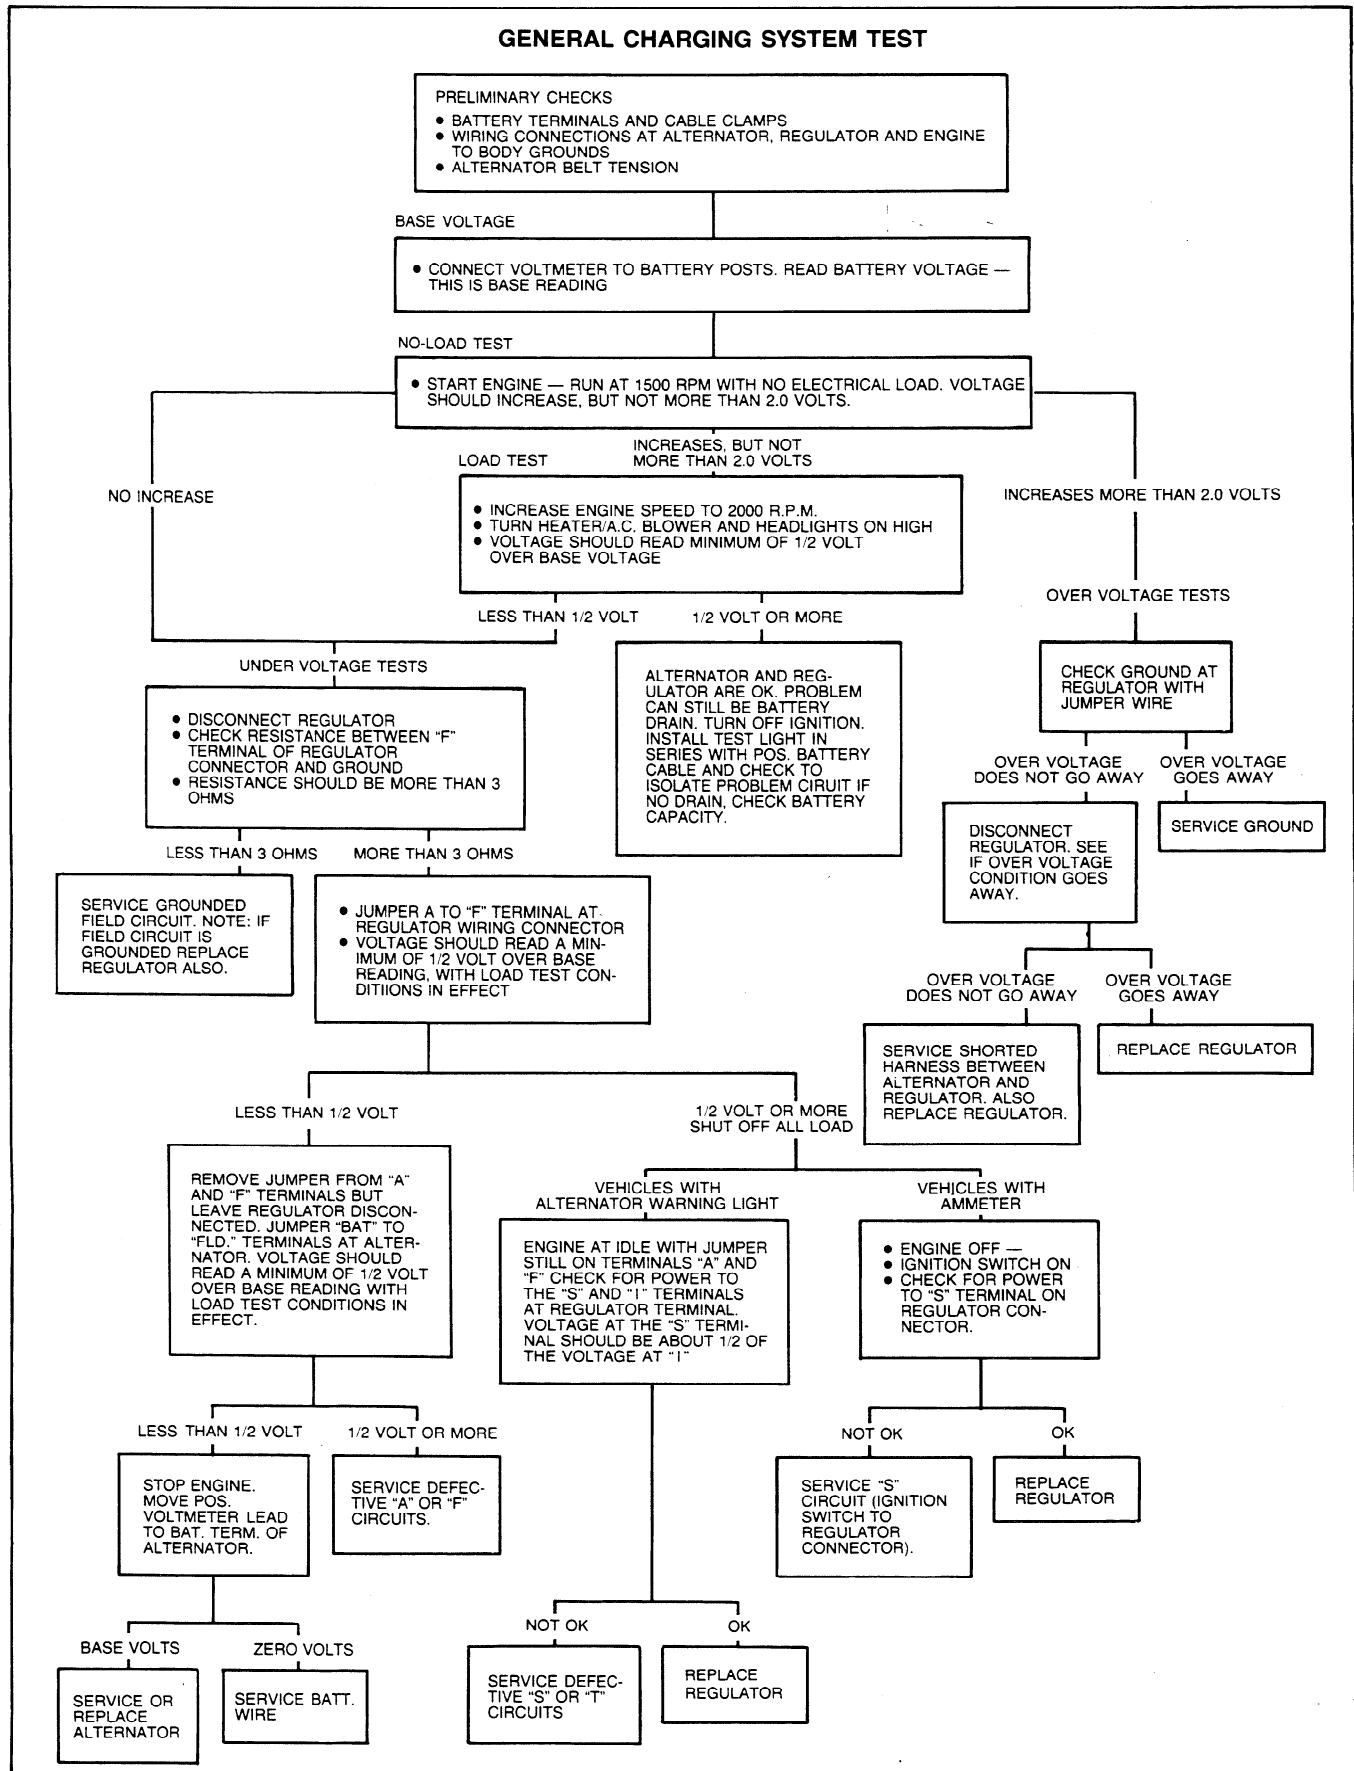 GENERAL CHARGING SYSTEM TEST
PRELIMINARY CHECKS
• BATTERY TERMINALS AND CABLE CLAMPS
• WIRING CONNECTIONS AT ALTERNATOR, REGULATOR AND ENGINE
TO BODY GROUNDS
• ALTERNATOR BELT TENSION
BASE VOLTAGE
• CONNECT VOLTMETER TO BATTERY POSTS. READ BATTERY VOLTAGE —
THIS IS BASE READING
NO-LOAD TEST
• START ENGINE — RUN AT 1500 RPM WITH NO ELECTRICAL LOAD. VOLTAGE
SHOULD INCREASE, BUT NOT MORE THAN 2.0 VOLTS.
NO INCREASE
INCREASES, BUT NOT
MORE THAN 2.0 VOLTS
INCREASES MORE THAN 2.0 VOLTS
LOAD TEST
• INCREASE ENGINE SPEED TO 2000 R.P.M.
• TURN HEATER/A.C. BLOWER AND HEADLIGHTS ON HIGH
• VOLTAGE SHOULD READ MINIMUM OF 1/2 VOLT
OVER BASE VOLTAGE
LESS THAN 1/2 VOLT
1/2 VOLT OR MORE
OVER VOLTAGE TESTS
UNDER VOLTAGE TESTS
• DISCONNECT REGULATOR
• CHECK RESISTANCE BETWEEN “F”
TERMINAL OF REGULATOR
CONNECTOR AND GROUND
• RESISTANCE SHOULD BE MORE THAN 3
OHMS
ALTERNATOR AND REG-
ULATOR ARE OK. PROBLEM
CAN STILL BE BATTERY
DRAIN. TURN OFF IGNITION.
INSTALL TEST LIGHT IN
SERIES WITH POS. BATTERY
CABLE AND CHECK TO
ISOLATE PROBLEM CIRUIT IF
NO DRAIN, CHECK BATTERY
CAPACITY.
CHECK GROUND AT
REGULATOR WITH
JUMPER WIRE
OVER VOLTAGE
DOES NOT GO AWAY
OVER VOLTAGE
GOES AWAY
DISCONNECT
REGULATOR. SEE
IF OVER VOLTAGE
CONDITION GOES
AWAY.
SERVICE GROUND
LESS THAN 3 OHMS
MORE THAN 3 OHMS
SERVICE GROUNDED
FIELD CIRCUIT. NOTE: IF
FIELD CIRCUIT IS
GROUNDED REPLACE
REGULATOR ALSO.
• JUMPER A TO “F” TERMINAL AT
REGULATOR WIRING CONNECTOR
• VOLTAGE SHOULD READ A MIN-
IMUM OF 1/2 VOLT OVER BASE
READING, WITH LOAD TEST CON-
DITIIONS IN EFFECT
OVER VOLTAGE
DOES NOT GO AWAY
OVER VOLTAGE
GOES AWAY
SERVICE SHORTED
HARNESS BETWEEN
ALTERNATOR AND
REGULATOR. ALSO
REPLACE REGULATOR.
REPLACE REGULATOR
LESS THAN 1/2 VOLT
1/2 VOLT OR MORE
SHUT OFF ALL LOAD
REMOVE JUMPER FROM “A”
AND “F” TERMINALS BUT
LEAVE REGULATOR DISCON-
NECTED. JUMPER “BAT” TO
“FLD.” TERMINALS AT ALTER-
NATOR. VOLTAGE SHOULD
READ A MINIMUM OF 1/2 VOLT
OVER BASE READING WITH
LOAD TEST CONDITIONS IN
EFFECT.
VEHICLES WITH
ALTERNATOR WARNING LIGHT
ENGINE AT IDLE WITH JUMPER
STILL ON TERMINALS “A” AND
“F” CHECK FOR POWER TO
THE “S” AND “I” TERMINALS
AT REGULATOR TERMINAL.
VOLTAGE AT THE “S” TERMI-
NAL SHOULD BE ABOUT 1/2 OF
THE VOLTAGE AT “I”
VEHICLES WITH
AMMETER
• ENGINE OFF —
• IGNITION SWITCH ON
• CHECK FOR POWER
TO “S” TERMINAL ON
REGULATOR CON-
NECTOR.
LESS THAN 1/2 VOLT
1/2 VOLT OR MORE
STOP ENGINE.
MOVE POS.
VOLTMETER LEAD
TO BAT. TERM. OF
ALTERNATOR.
SERVICE DEFEC-
TIVE “A” OR “F”
CIRCUITS.
NOT OK
OK
SERVICE “S”
CIRCUIT (IGNITION
SWITCH TO
REGULATOR
CONNECTOR).
REPLACE
REGULATOR
BASE VOLTS
ZERO VOLTS
SERVICE OR
REPLACE
ALTERNATOR
SERVICE BATT.
WIRE
NOT OK
OK
SERVICE DEFEC-
TIVE “S” OR “T”
CIRCUITS
REPLACE
REGULATOR